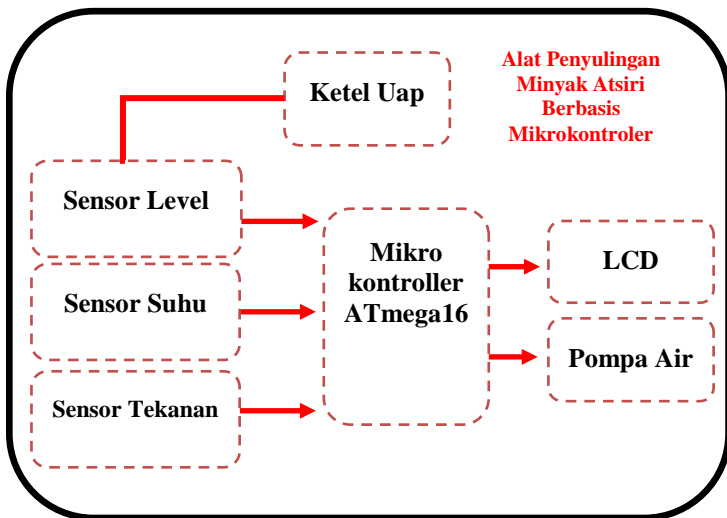 Ketel Uap
Alat Penyulingan
Minyak Atsiri
Berbasis
Mikrokontroler
Sensor Level
Sensor Suhu
Sensor Tekanan
Mikro
kontroller
ATmega16
LCD
Pompa Air